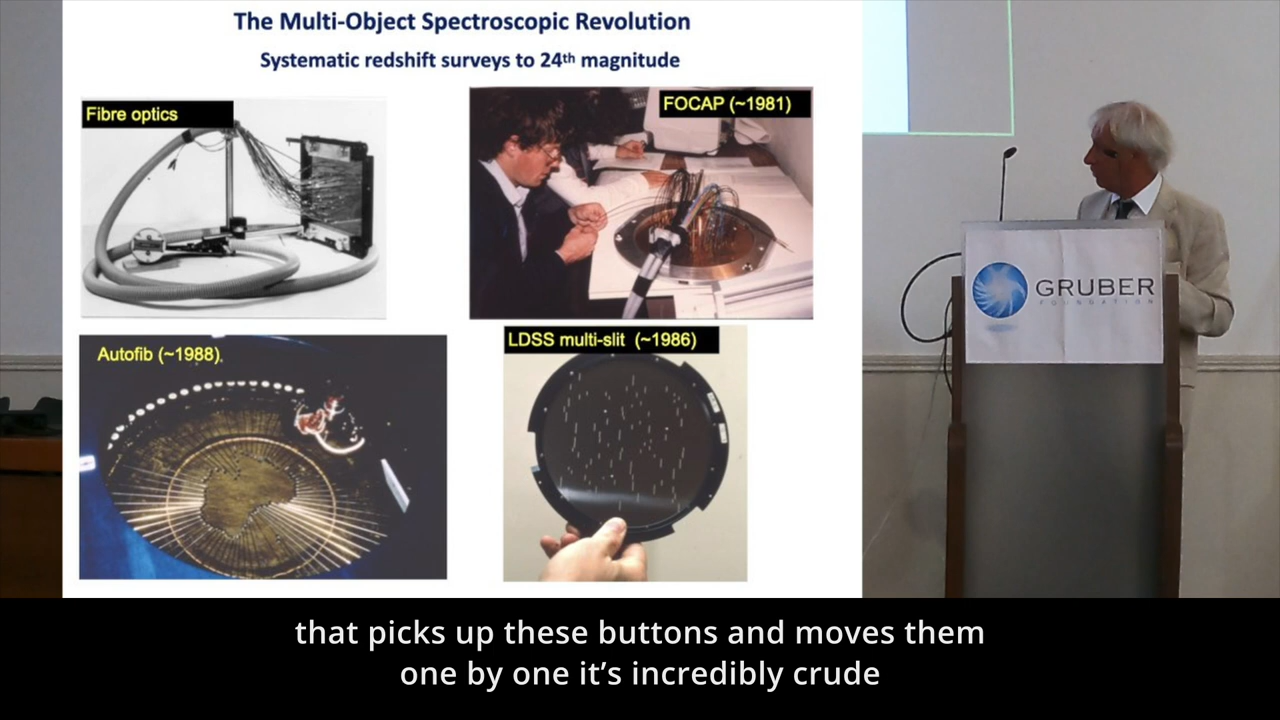 The Multi-Object Spectroscopic Revolution
Systematic redshift surveys to 24th magnitude
Fibre optics
FOCAP (~1981)
Autofib (~1988).
LDSS multi-slit (~1986)
GRUBER
FOUNDATION
that picks up these buttons and moves them
one by one it’s incredibly crude